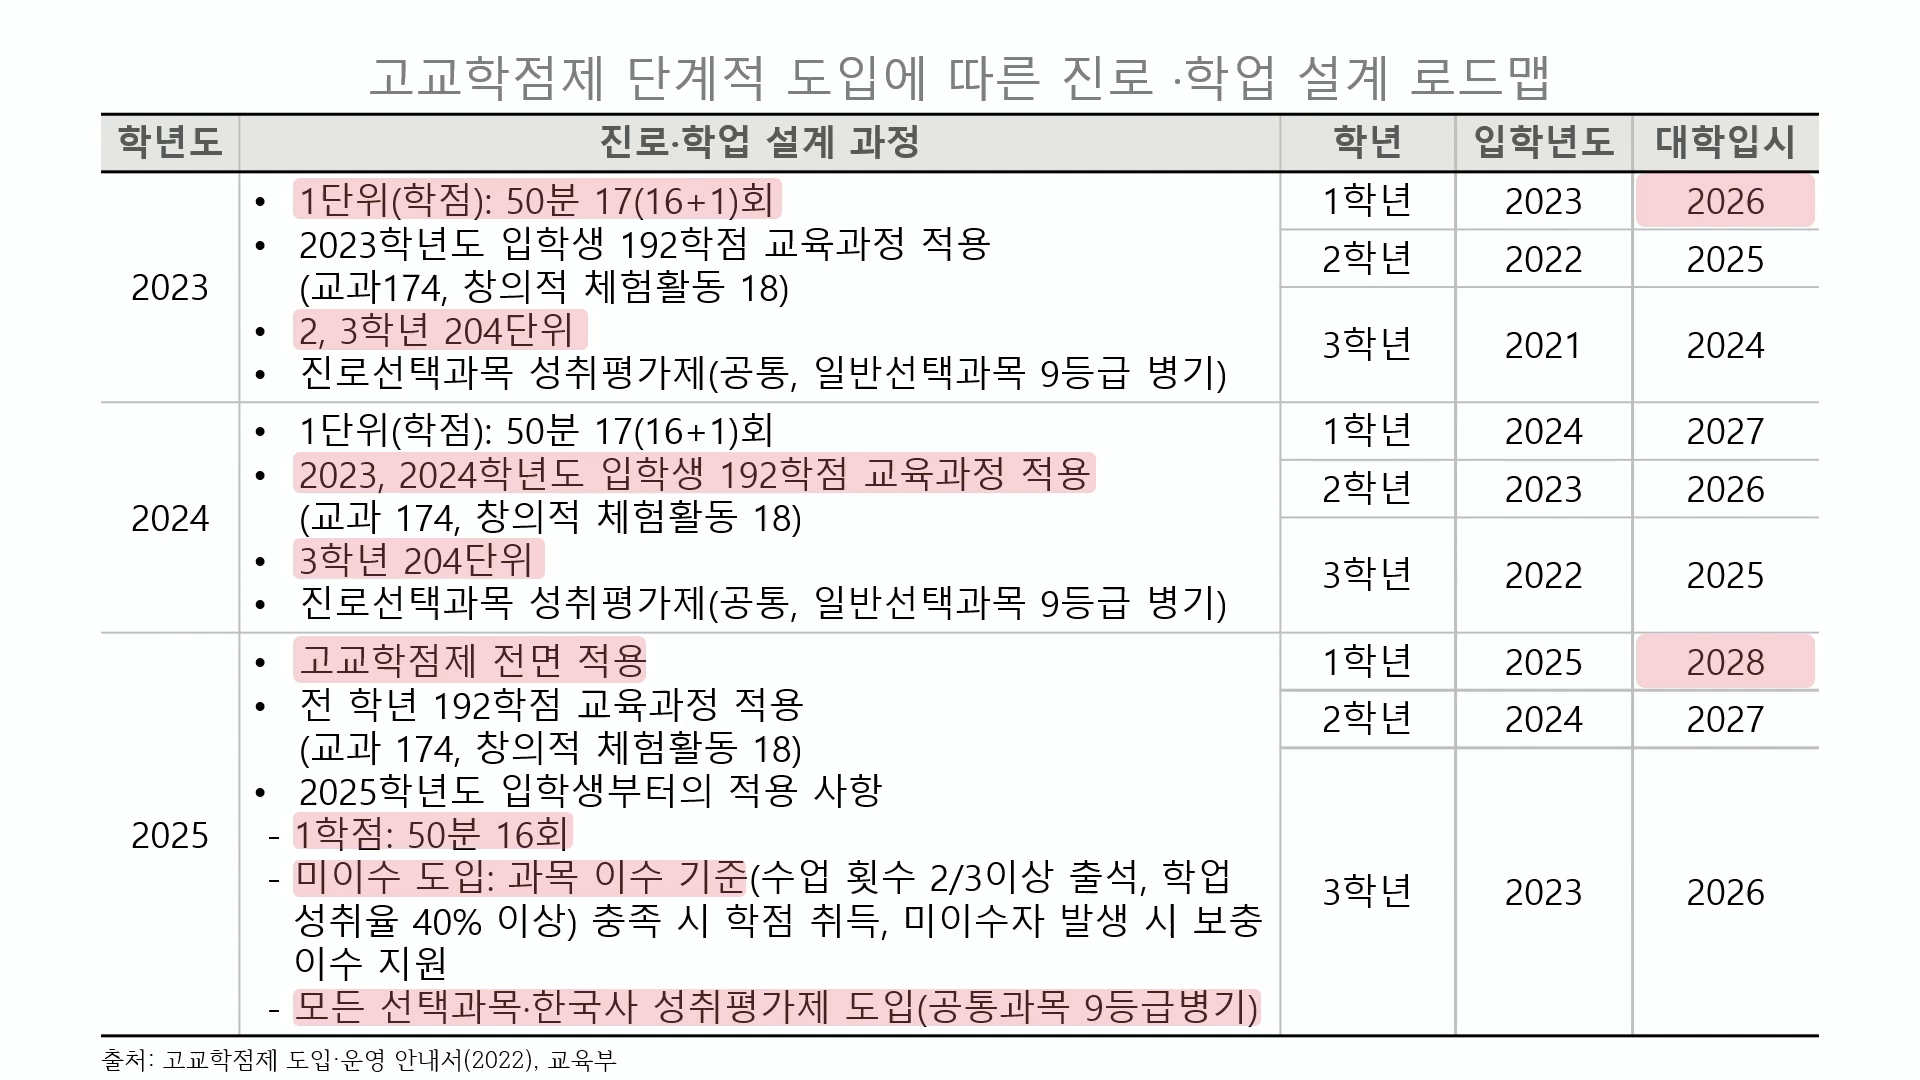 고교학점제 단계적 도입에 따른 진로 ·학업 설계 로드맵
학년도 진로·학업 설계 과정 학년 입학년도 대학입시
2023
• 1단위(학점): 50분 17(16+1)회
• 2023학년도 입학생 192학점 교육과정 적용
(교과174, 창의적 체험활동 18)
• 2, 3학년 204단위
• 진로선택과목 성취평가제(공통, 일반선택과목 9등급 병기)
1학년 2023 2026
2학년 2022 2025
3학년 2021 2024
2024
• 1단위(학점): 50분 17(16+1)회
• 2023, 2024학년도 입학생 192학점 교육과정 적용
(교과 174, 창의적 체험활동 18)
• 3학년 204단위
• 진로선택과목 성취평가제(공통, 일반선택과목 9등급 병기)
1학년 2024 2027
2학년 2023 2026
3학년 2022 2025
2025
• 고교학점제 전면 적용
• 전 학년 192학점 교육과정 적용
(교과 174, 창의적 체험활동 18)
• 2025학년도 입학생부터의 적용 사항
- 1학점: 50분 16회
- 미이수 도입: 과목 이수 기준(수업 횟수 2/3이상 출석, 학업
성취율 40% 이상) 충족 시 학점 취득, 미이수자 발생 시 보충
이수 지원
- 모든 선택과목·한국사 성취평가제 도입(공통과목 9등급병기)
1학년 2025 2028
2학년 2024 2027
3학년 2023 2026
출처: 고교학점제 도입·운영 안내서(2022), 교육부